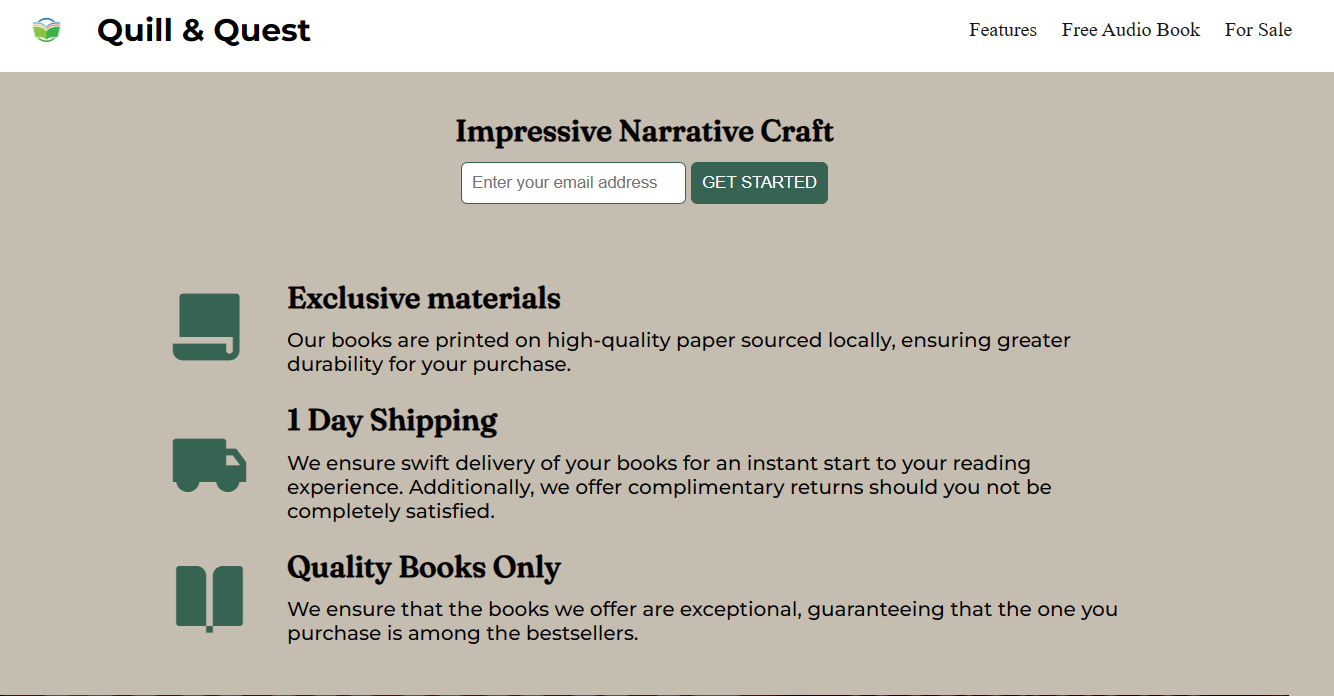 Quill & Quest
Features
Free Audio Book
For Sale
Impressive Narrative Craft
Enter your email address
GET STARTED
Exclusive materials
Our books are printed on high-quality paper sourced locally, ensuring greater
durability for your purchase.
1 Day Shipping
We ensure swift delivery of your books for an instant start to your reading
experience. Additionally, we offer complimentary returns should you not be
completely satisfied.
Quality Books Only
We ensure that the books we offer are exceptional, guaranteeing that the one you
purchase is among the bestsellers.